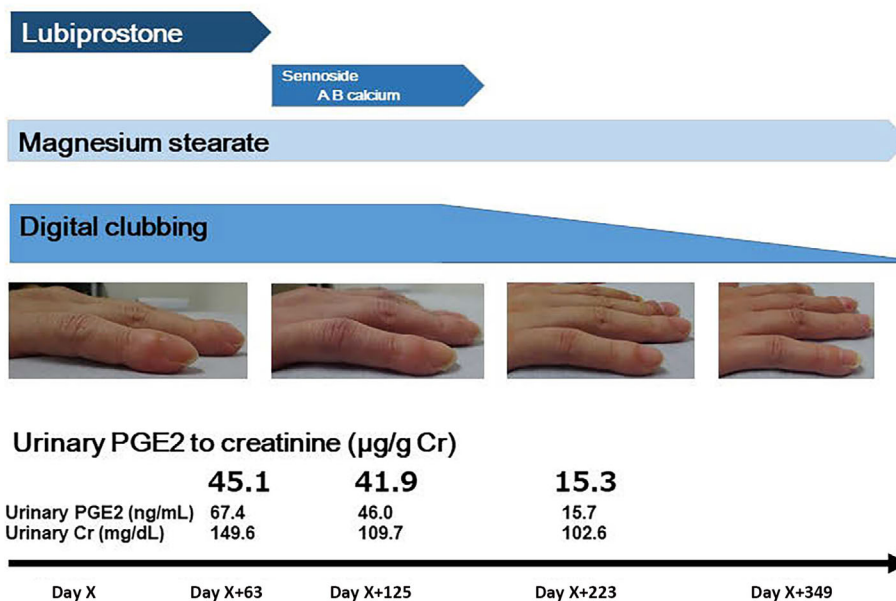 Lubiprostone
Sennoside
A B calcium
Magnesium stearate
Digital clubbing
Urinary PGE2 to creatinine (µg/g Cr)
45.1 41.9 15.3
Urinary PGE2 (ng/mL) 67.4 46.0 15.7
Urinary Cr (mg/dL) 149.6 109.7 102.6
Day X Day X+63 Day X+125 Day X+223 Day X+349